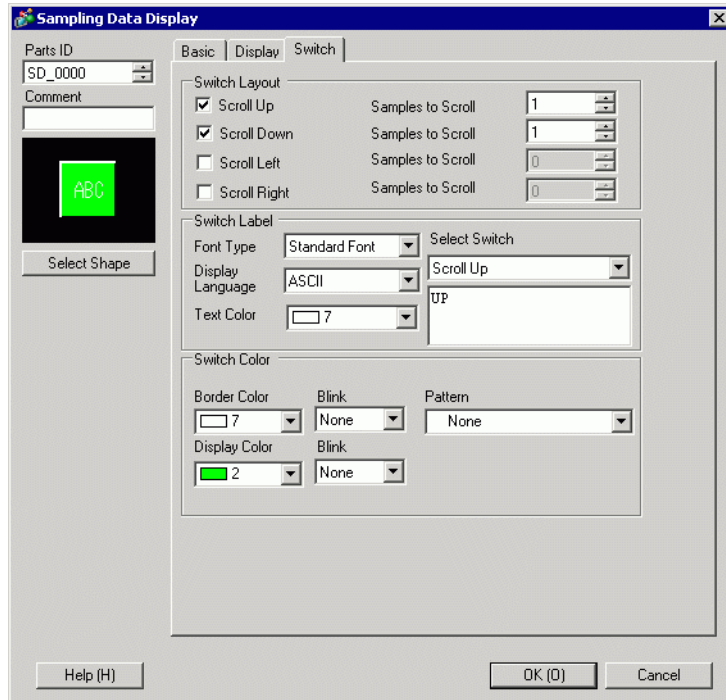 Sampling Data Display
Parts ID
SD_0000
Comment
ABC
Select Shape
Basic
Display
Switch
Switch Layout
Scroll Up Samples to Scroll 1
Scroll Down Samples to Scroll 1
Scroll Left Samples to Scroll 0
Scroll Right Samples to Scroll 0
Switch Label
Font Type Standard Font
Display
Language
ASCII
Text Color 7
Select Switch
Scroll Up
UP
Switch Color
Border Color Blink Pattern
7 None None
Display Color Blink
2 None
Help (H)
OK (O)
Cancel